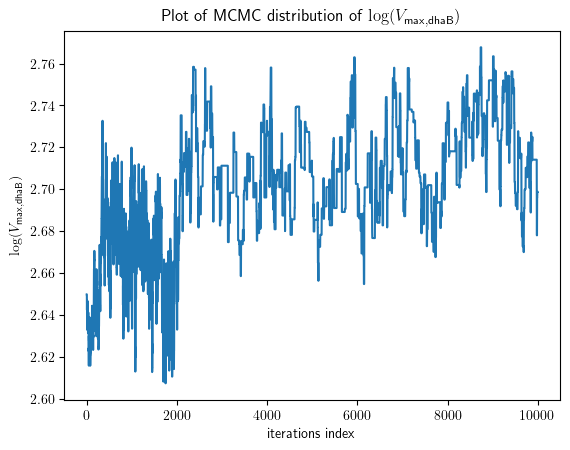 Plot of MCMC distribution of log(V_max,dhaB)
log(V_max,dhaB)
2.76
2.74
2.72
2.70
2.68
2.66
2.64
2.62
2.60
0 2000 4000 6000 8000 10000
iterations index